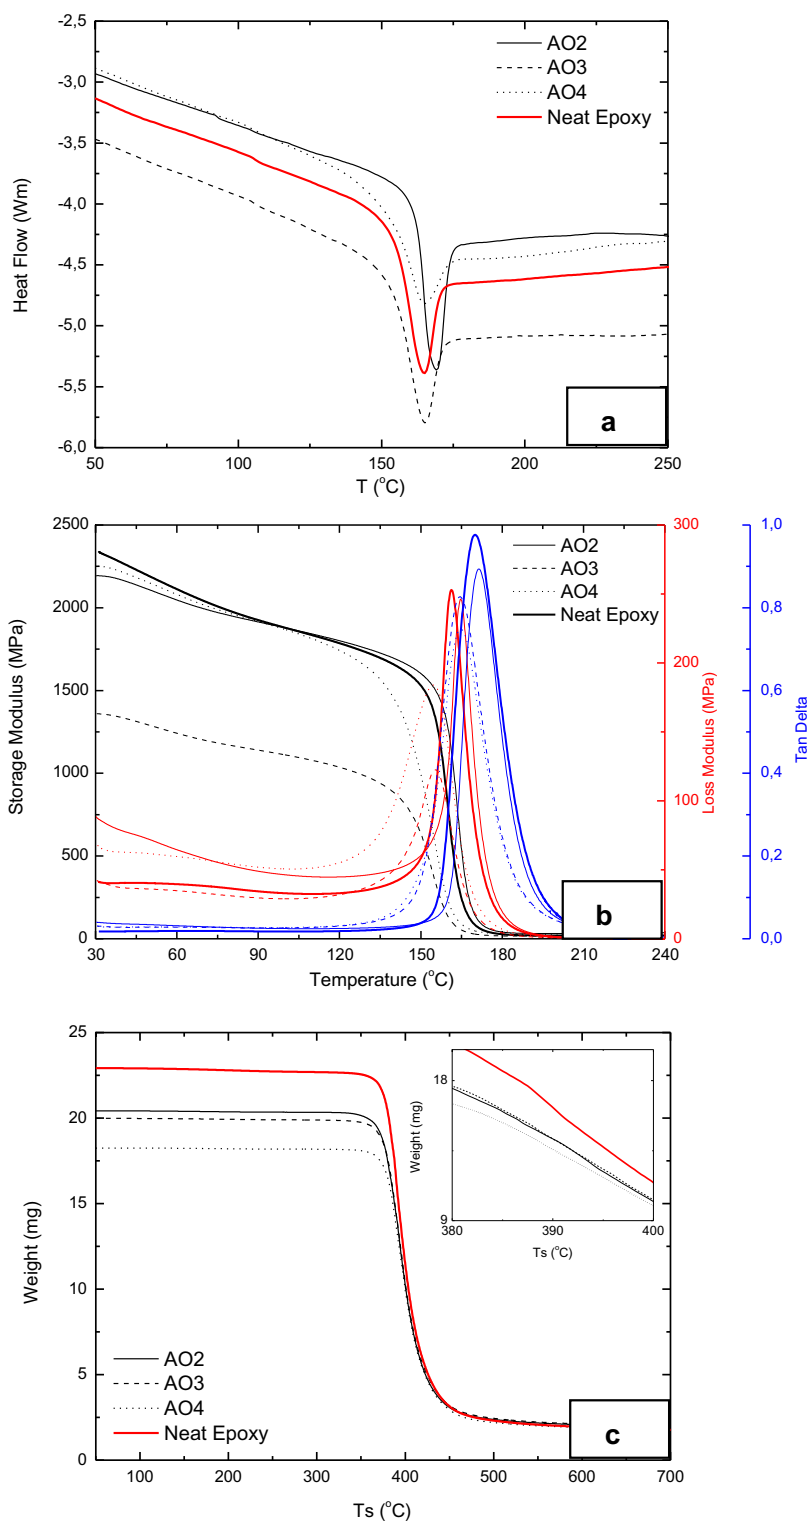 -2,5
-3,0
-3,5
-4,0
-4,5
-5,0
-5,5
-6,0
Heat Flow (Wm)
AO2
AO3
AO4
Neat Epoxy
a
50
100
150
200
250
T (°C)
2500
2000
1500
1000
500
0
Storage Modulus (MPa)
AO2
AO3
AO4
Neat Epoxy
300
200
100
0
Loss Modulus (MPa)
1,0
0,8
0,6
0,4
0,2
0,0
Tan Delta
b
30
60
90
120
150
180
210
240
Temperature (°C)
25
20
15
10
5
0
Weight (mg)
18
9
Weight (mg)
380
390
400
Ts (°C)
AO2
AO3
AO4
Neat Epoxy
c
100
200
300
400
500
600
700
Ts (°C)